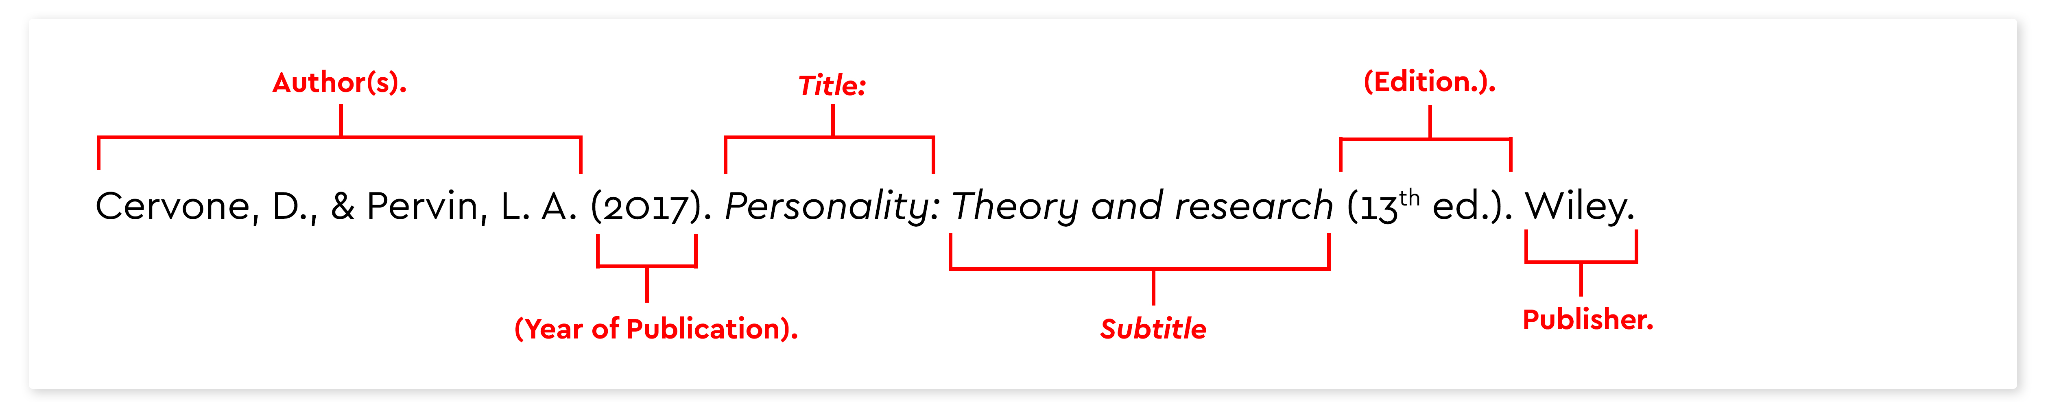 Author(s). Title: (Edition.).
Cervone, D., & Pervin, L. A. (2017). Personality: Theory and research (13th ed.). Wiley.
(Year of Publication). Subtitle Publisher.